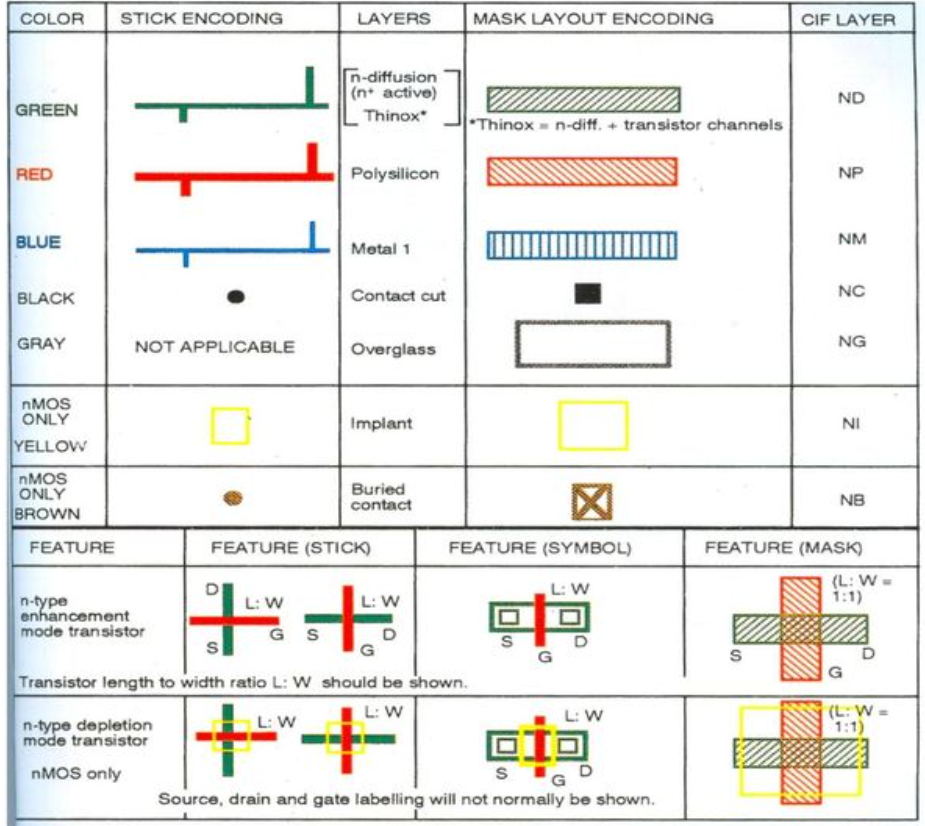 COLOR STICK ENCODING LAYERS MASK LAYOUT ENCODING CIF LAYER
GREEN
n-diffusion
(n+ active)
Thinox*
*Thinox = n-diff. + transistor channels
ND
RED Polysilicon NP
BLUE Metal 1 NM
BLACK Contact cut NC
GRAY NOT APPLICABLE Overglass NG
nMOS
ONLY
YELLOW
Implant NI
nMOS
ONLY
BROWN
Buried
contact
NB
FEATURE FEATURE (STICK) FEATURE (SYMBOL) FEATURE (MASK)
n-type
enhancement
mode transistor
D L: W
S G
L: W
S D
G
L: W
S D
G
(L: W =
1:1)
S D
G
Transistor length to width ratio L: W should be shown.
n-type depletion
mode transistor
nMOS only
L: W
L: W
L: W
S D
G
(L: W =
1:1)
Source, drain and gate labelling will not normally be shown.